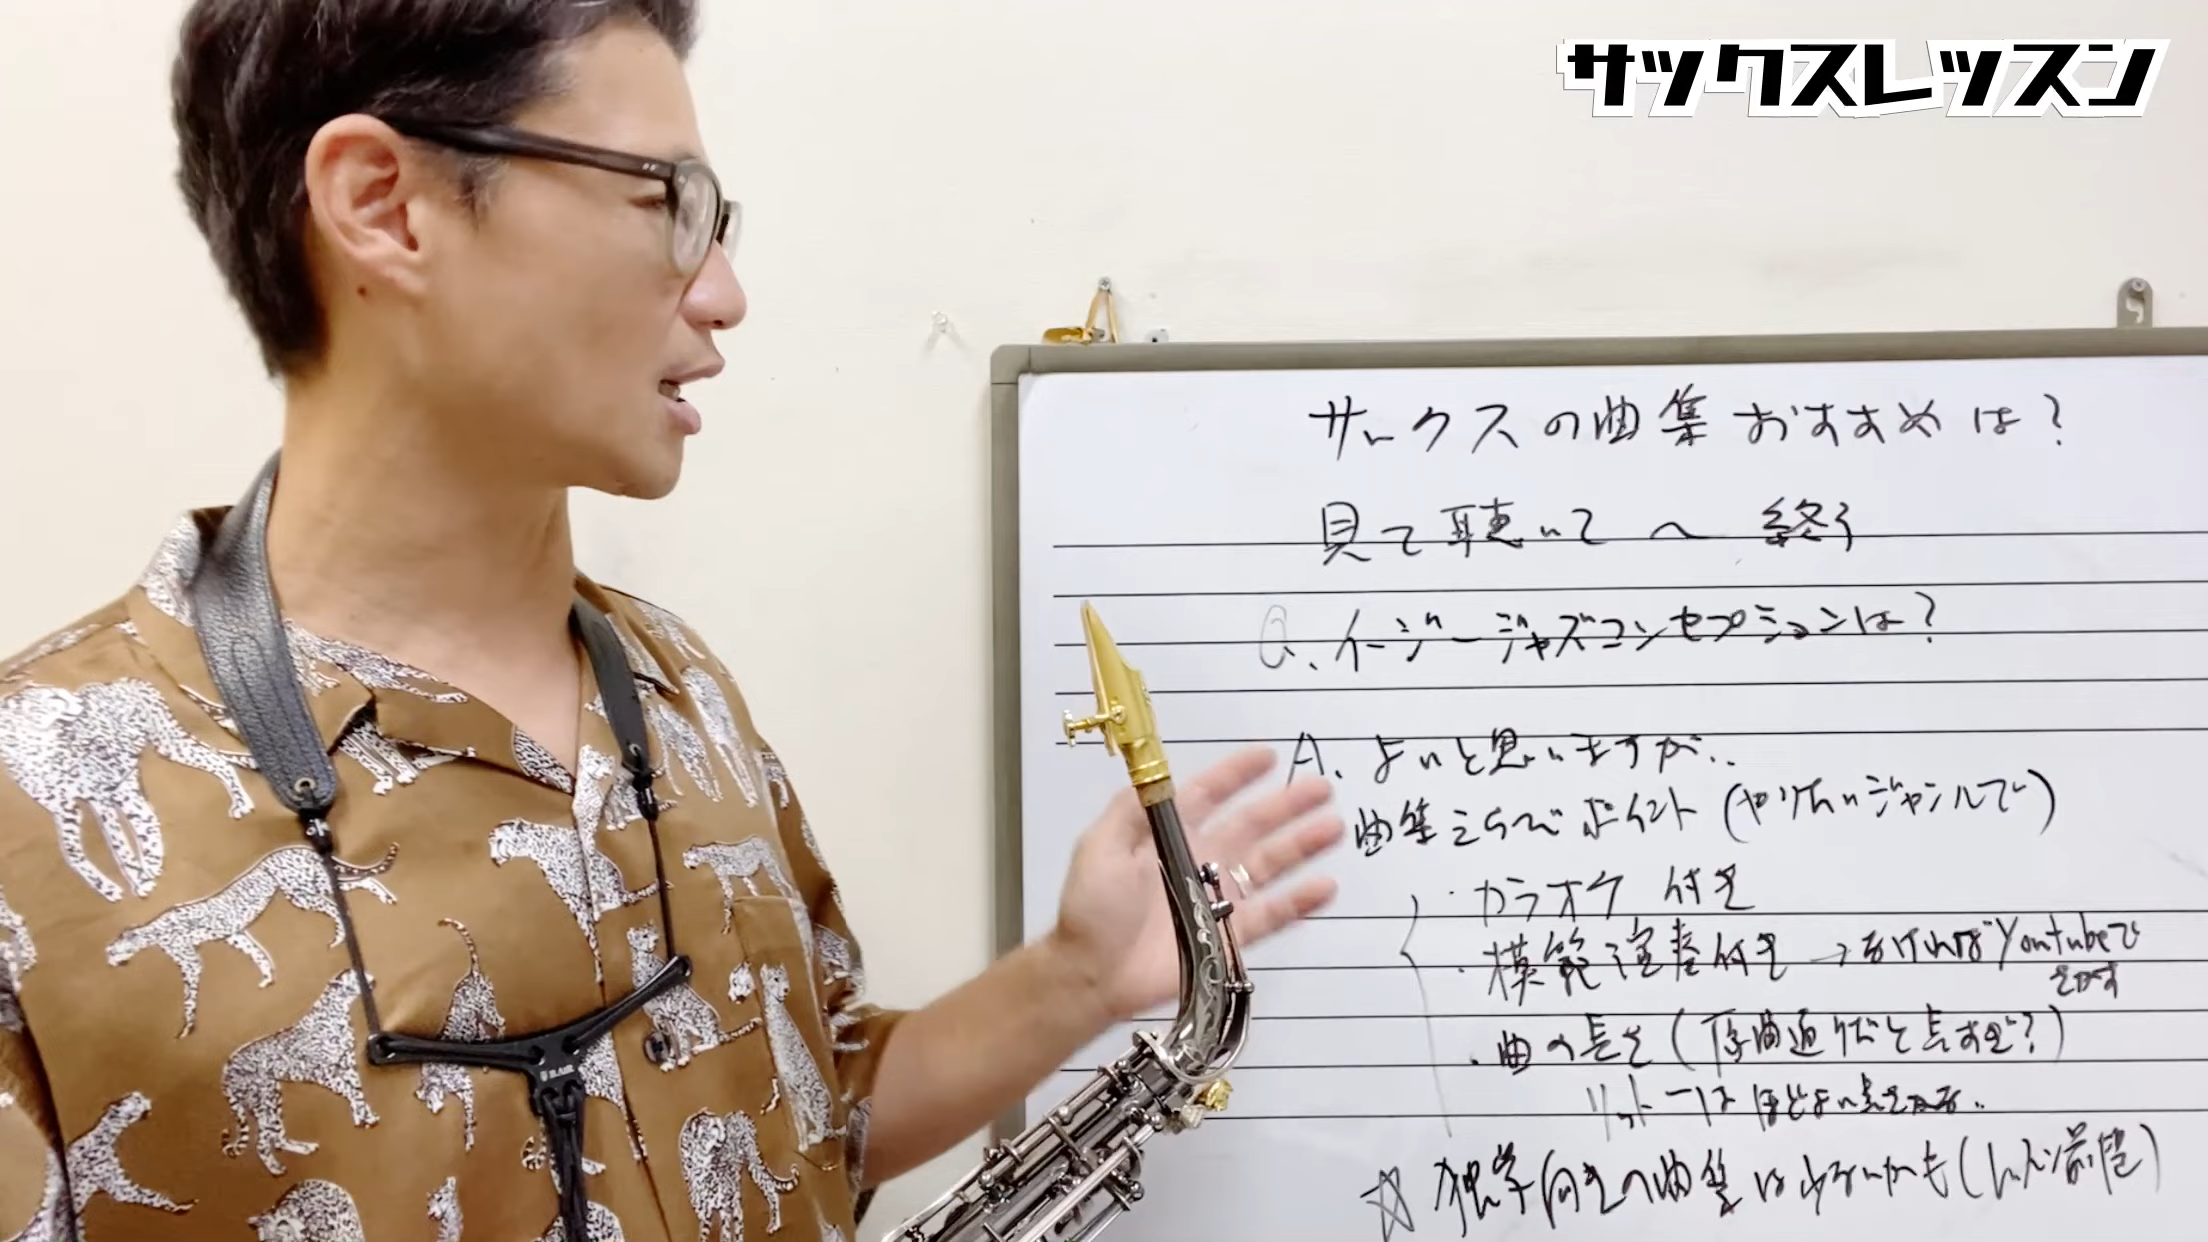 サックスレッスン
サックスの曲集おすすめは？
見て聴いて〜終う
Q. イージージャズコンセプションは？
A. よいと思いますが..
曲集えらびポイント（やりたいジャンルで）
・カラオケ付き
・模範演奏付き→なければYoutubeで
さがす
・曲の長さ（原曲通りだと長すぎ？）
リットーはほどよい長さかな.
☆ 独学向きの曲集は少ないかも（レッスン前提）
B.AIR